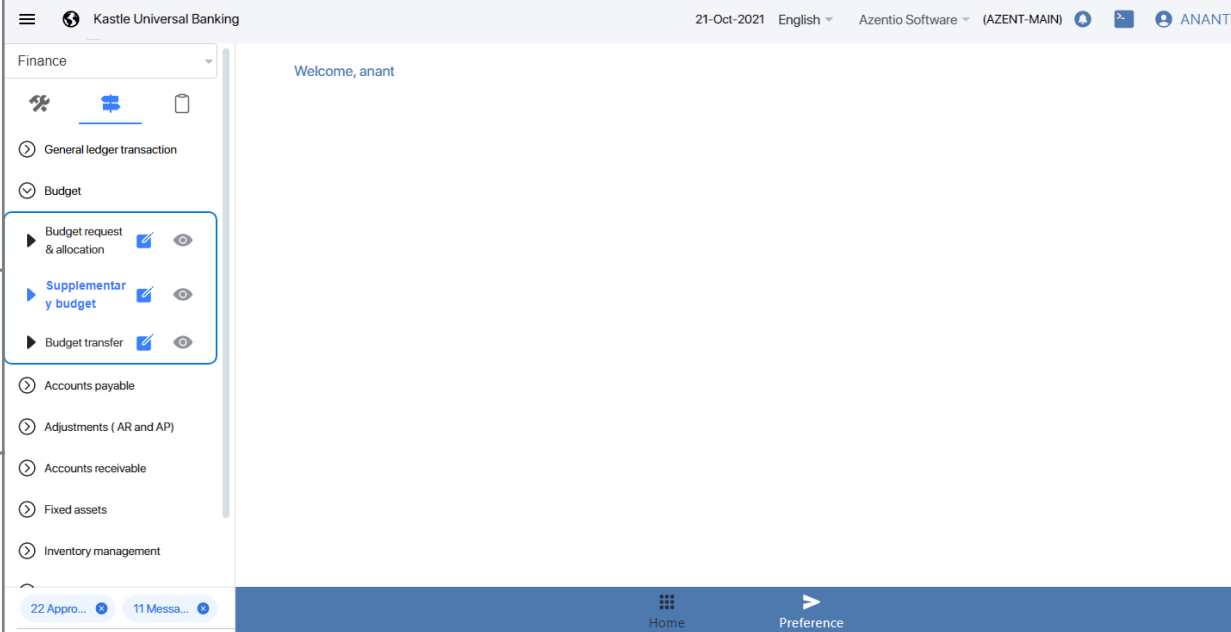 Kastle Universal Banking
21-Oct-2021 English Azentio Software (AZENT-MAIN) ANANT
Finance
Welcome, anant
General ledger transaction
Budget
Budget request
& allocation
Supplementar
y budget
Budget transfer
Accounts payable
Adjustments ( AR and AP)
Accounts receivable
Fixed assets
Inventory management
22 Appro... 11 Messa...
Home
Preference